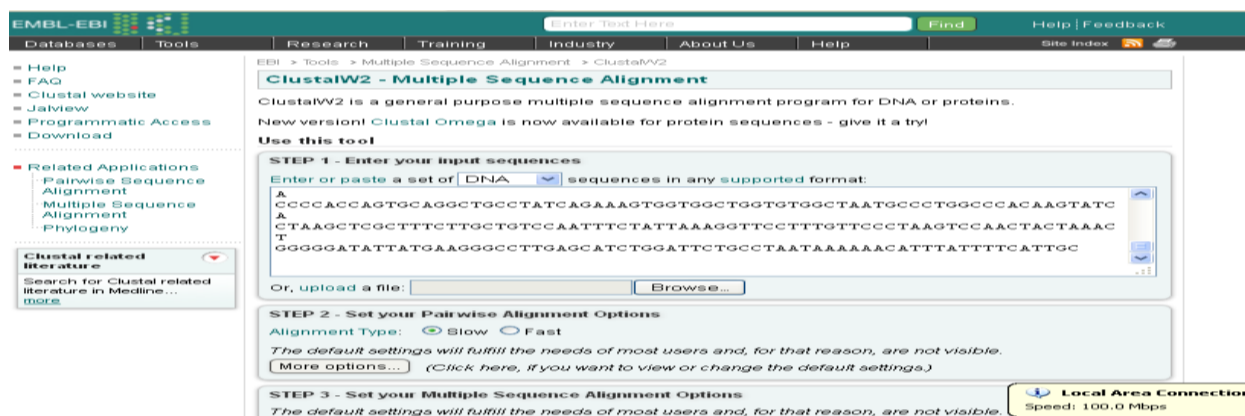 EMBL-EBI
Enter Text Here
Find
Help | Feedback
Databases Tools Research Training Industry About Us Help Site Index
Help
FAQ
Clustal website
Jalview
Programmatic Access
Download
Related Applications
Pairwise Sequence
Alignment
Multiple Sequence
Alignment
Phylogeny
Clustal related
literature
Search for Clustal related
literature in Medline...
more
EBI > Tools > Multiple Sequence Alignment > ClustalW2
ClustalW2 - Multiple Sequence Alignment
ClustalW2 is a general purpose multiple sequence alignment program for DNA or proteins.
New version! Clustal Omega is now available for protein sequences - give it a try!
Use this tool
STEP 1 - Enter your input sequences
Enter or paste a set of DNA sequences in any supported format:
A
CCCCACCAGTGCAGGCTGCCTATCAGAAAGTGGTGGCTGGTGTGGCTAATGCCCTGGCCCACAAGTATC
A
CTAAGCTCGCTTTCTTGCTGTCCAATTTCTATTAAAGGTTCCTTTGTTCCCTAAGTCCAACTACTAAAC
T
GGGGGATATTATGAAGGGCCTTGAGCATCTGGATTCTGCCTAATAAAAAACATTTATTTTCATTGC
Or, upload a file: Browse...
STEP 2 - Set your Pairwise Alignment Options
Alignment Type: Slow Fast
The default settings will fulfill the needs of most users and, for that reason, are not visible.
More options... (Click here, if you want to view or change the default settings.)
STEP 3 - Set your Multiple Sequence Alignment Options
The default settings will fulfill the needs of most users and, for that reason, are not visible.
Local Area Connection
Speed: 100.0 Mbps